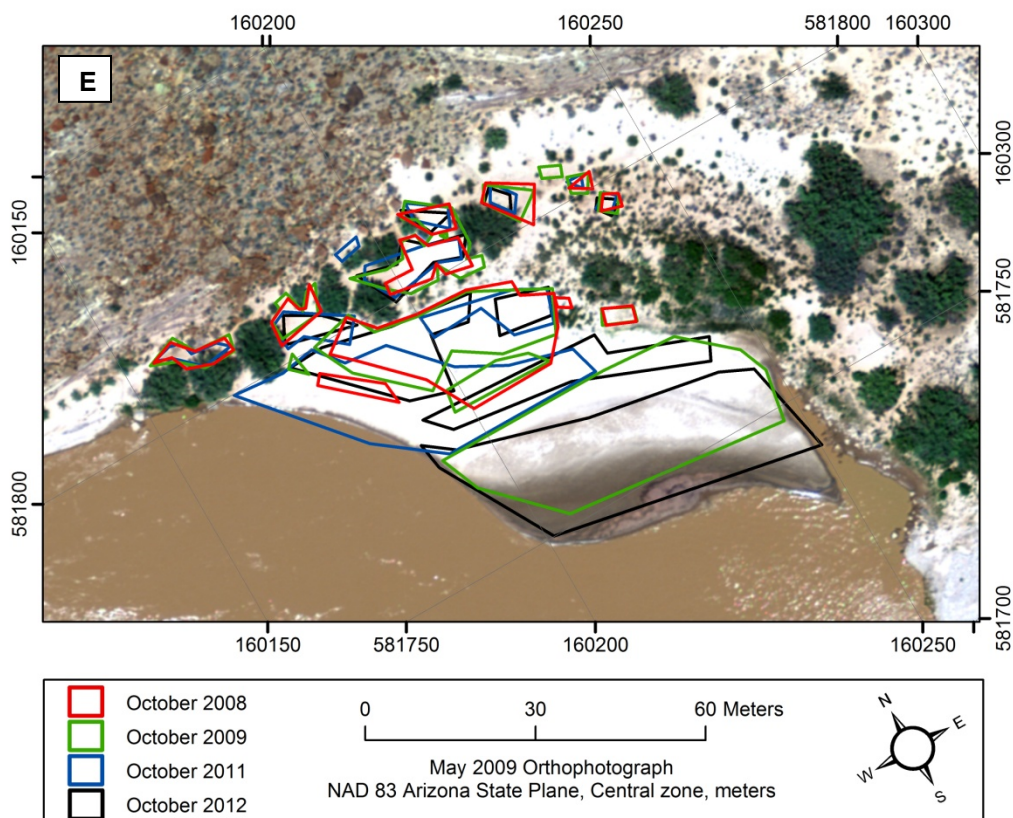 160200 160250 581800 160300
E
160300
160150
581750
581800
581700
160150 581750 160200 160250
October 2008
October 2009
October 2011
October 2012
0 30 60 Meters
May 2009 Orthophotograph
NAD 83 Arizona State Plane, Central zone, meters
N
E
W
S